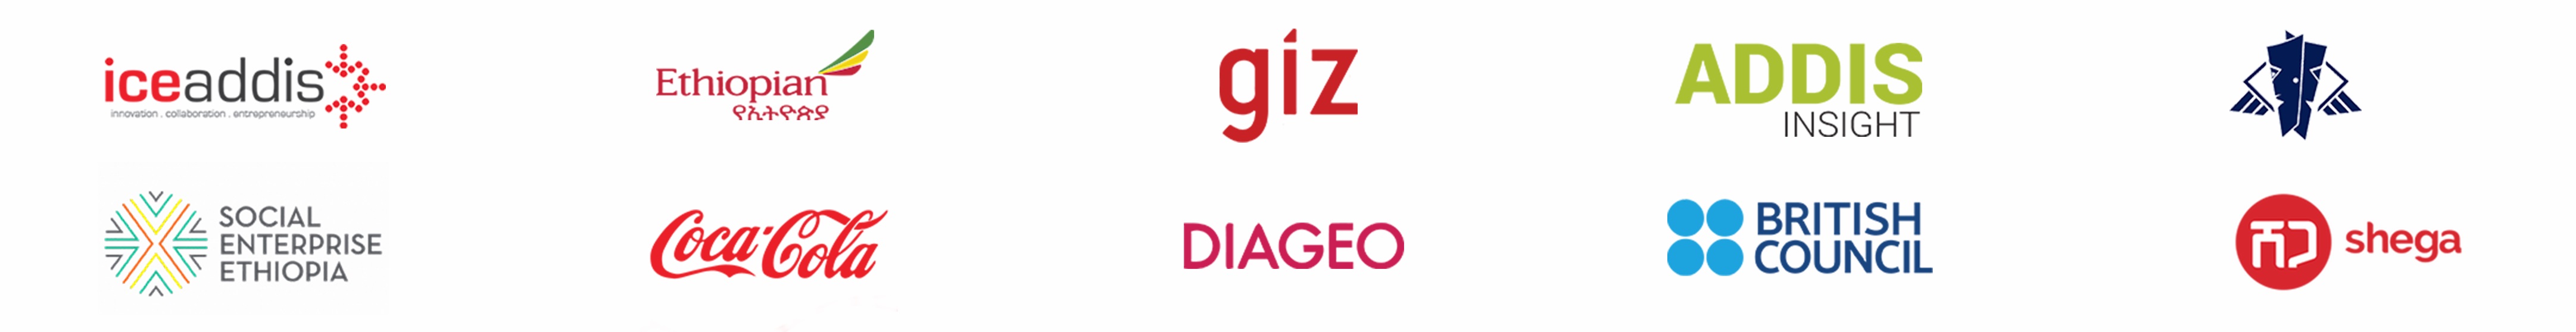 iceaddis
innovation . collaboration . entrepreneurship
Ethiopian
የኢትዮጵያ
giz
ADDIS
INSIGHT
SOCIAL
ENTERPRISE
ETHIOPIA
Coca-Cola
DIAGEO
BRITISH
COUNCIL
ሸጋ shega